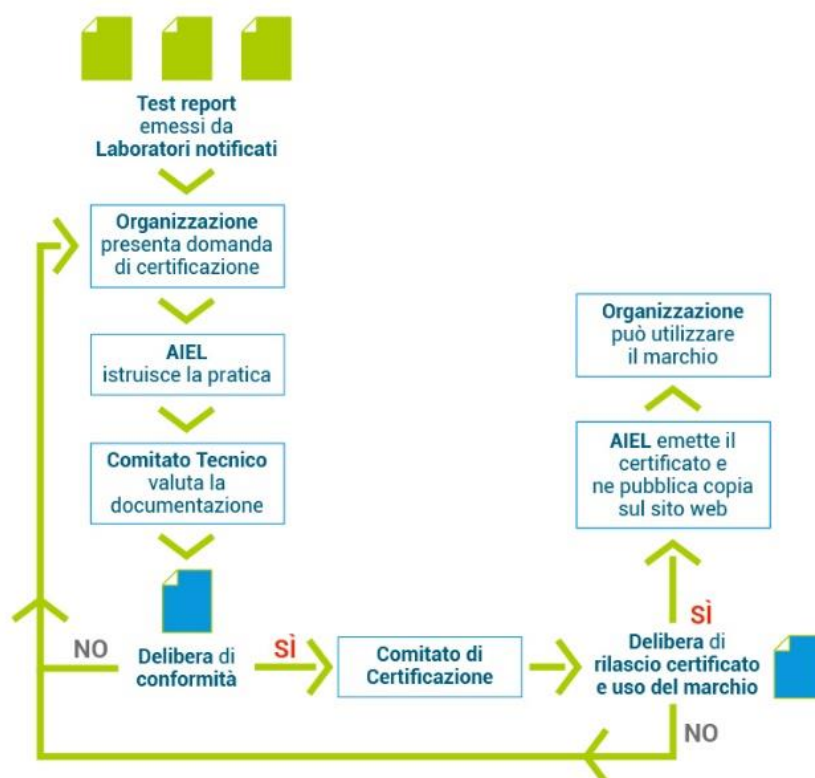 Test report
emessi da
Laboratori notificati
Organizzazione
presenta domanda
di certificazione
AIEL
istruisce la pratica
Comitato Tecnico
valuta la
documentazione
NO
Delibera di
conformità
SÌ
Comitato di
Certificazione
Delibera di
rilascio certificato
e uso del marchio
NO
SÌ
AIEL emette il
certificato e
ne pubblica copia
sul sito web
Organizzazione
può utilizzare
il marchio